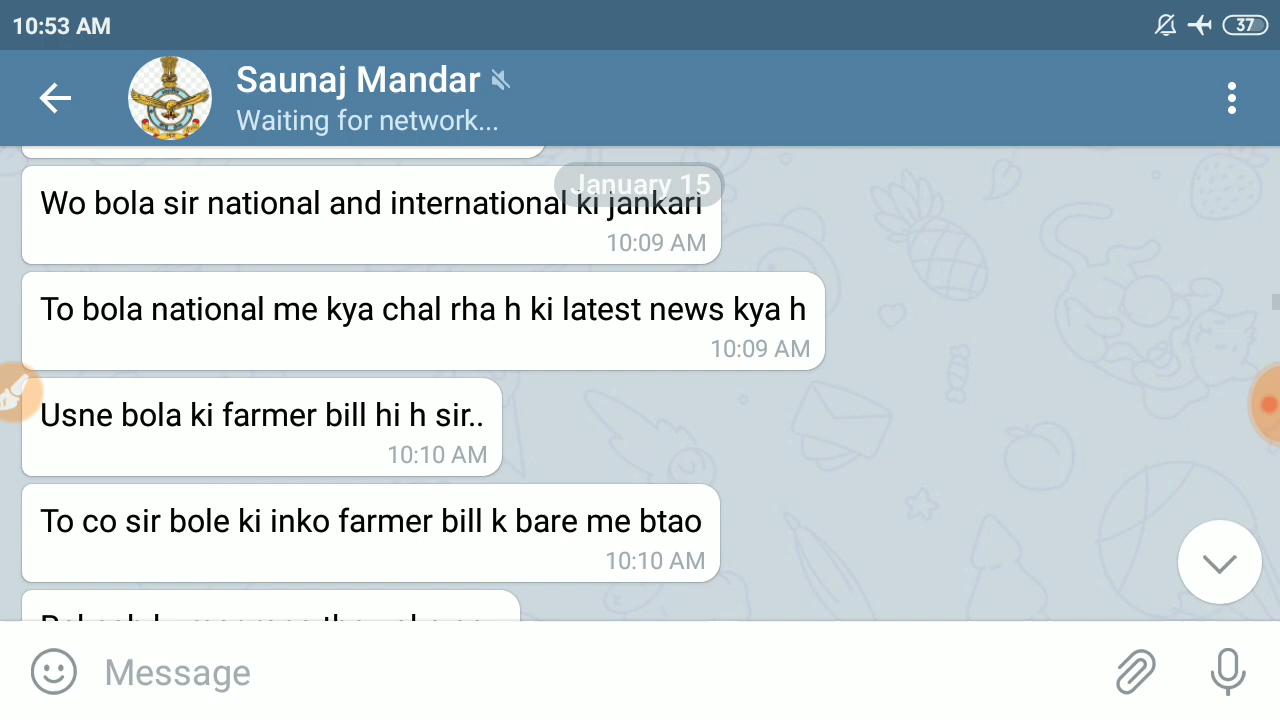 10:53 AM
37
Saunaj Mandar
Waiting for network...
January 15
Wo bola sir national and international ki jankari
10:09 AM
To bola national me kya chal rha h ki latest news kya h
10:09 AM
Usne bola ki farmer bill hi h sir..
10:10 AM
To co sir bole ki inko farmer bill k bare me btao
10:10 AM
Message